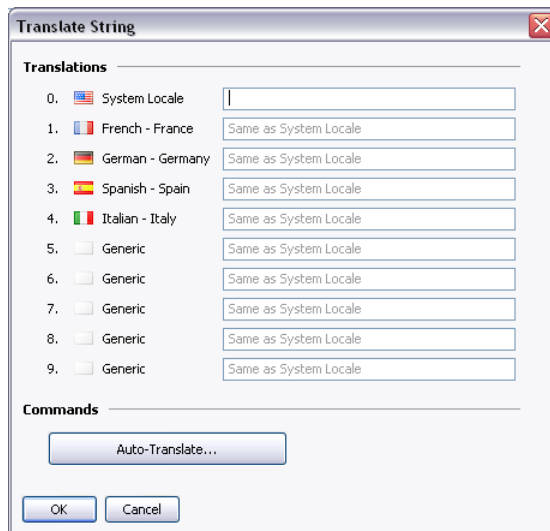 Translate String
Translations
0. System Locale
1. French - France Same as System Locale
2. German - Germany Same as System Locale
3. Spanish - Spain Same as System Locale
4. Italian - Italy Same as System Locale
5. Generic Same as System Locale
6. Generic Same as System Locale
7. Generic Same as System Locale
8. Generic Same as System Locale
9. Generic Same as System Locale
Commands
Auto-Translate...
OK Cancel